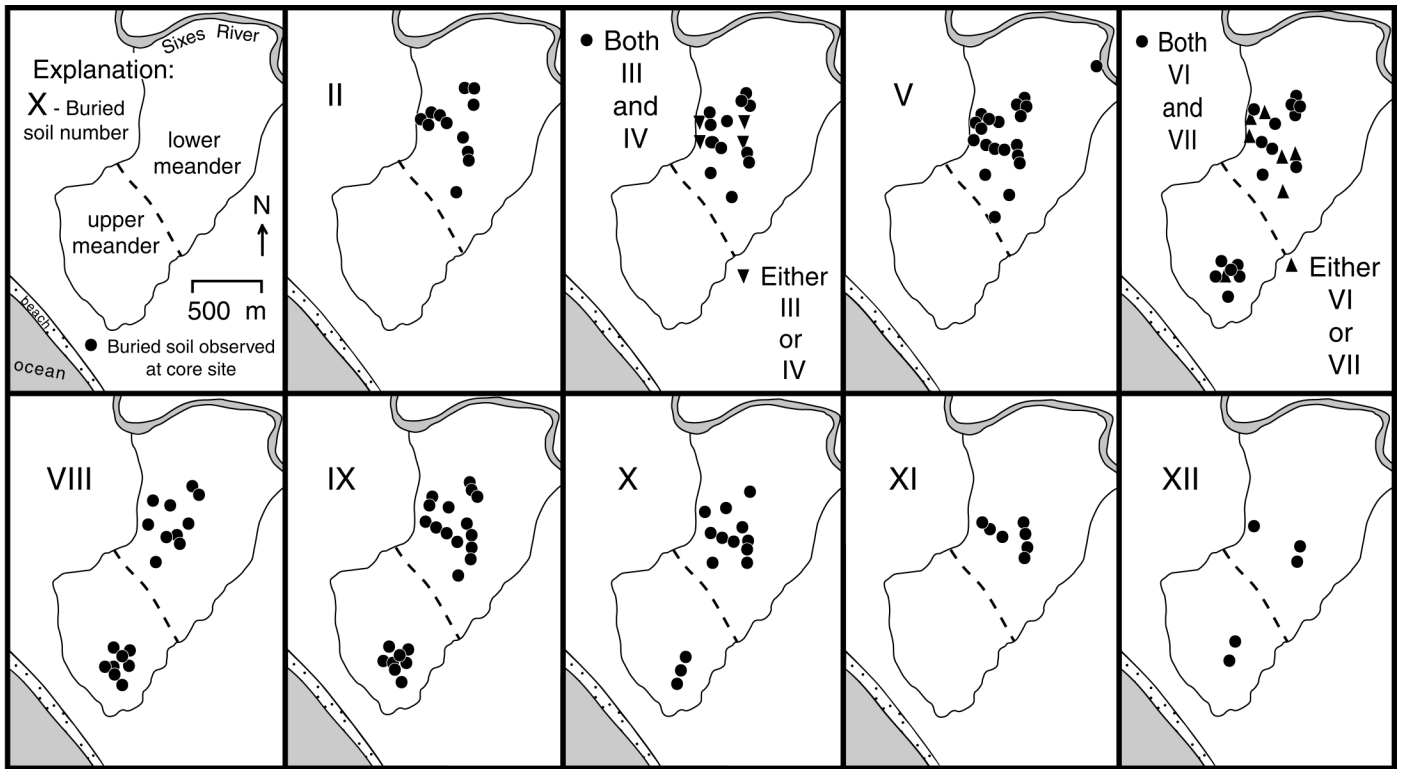 Sixes River
Explanation:
X - Buried
soil number
lower
meander
upper
meander
N
500 m
beach
Buried soil observed
at core site
ocean
II
Both
III
and
IV
Either
III
or
IV
V
Both
VI
and
VII
Either
VI
or
VII
VIII
IX
X
XI
XII